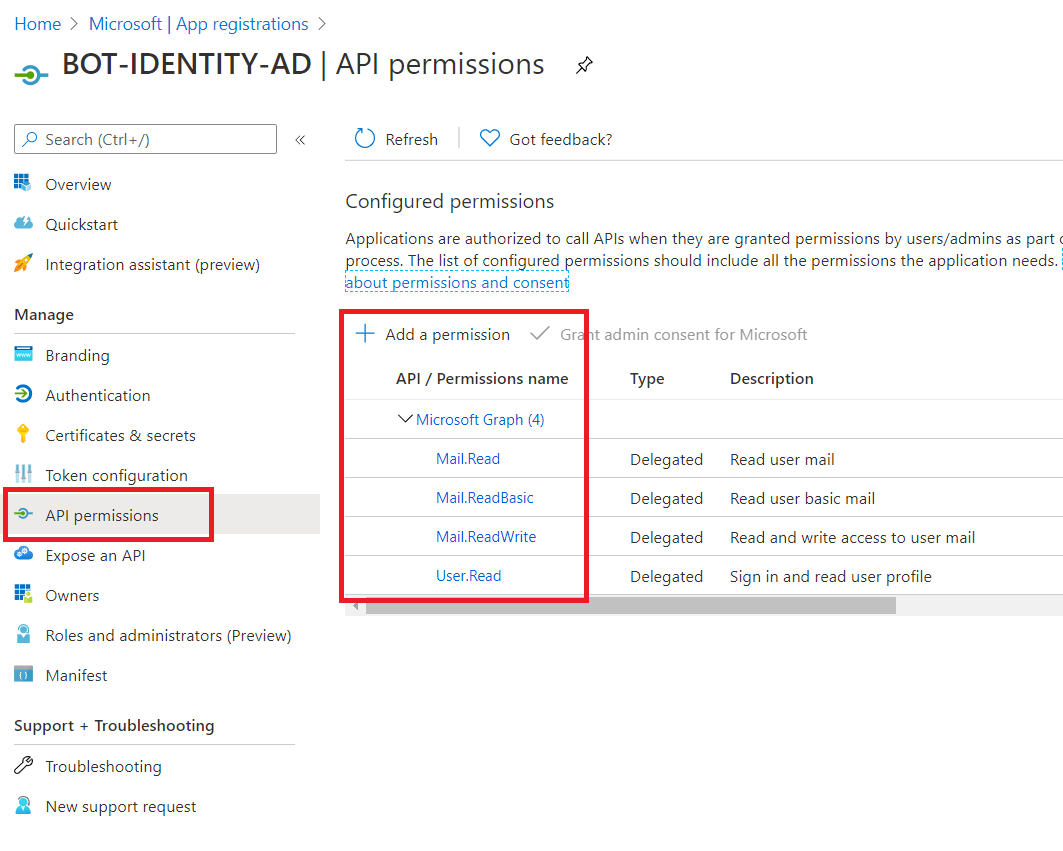 Home > Microsoft | App registrations >
BOT-IDENTITY-AD | API permissions
Search (Ctrl+/)
«
Overview
Quickstart
Integration assistant (preview)
Manage
Branding
Authentication
Certificates & secrets
Token configuration
API permissions
Expose an API
Owners
Roles and administrators (Preview)
Manifest
Support + Troubleshooting
Troubleshooting
New support request
Refresh | Got feedback?
Configured permissions
Applications are authorized to call APIs when they are granted permissions by users/admins as part
process. The list of configured permissions should include all the permissions the application needs.
about permissions and consent
Add a permission Grant admin consent for Microsoft
API / Permissions name Type Description
Microsoft Graph (4)
Mail.Read Delegated Read user mail
Mail.ReadBasic Delegated Read user basic mail
Mail.ReadWrite Delegated Read and write access to user mail
User.Read Delegated Sign in and read user profile